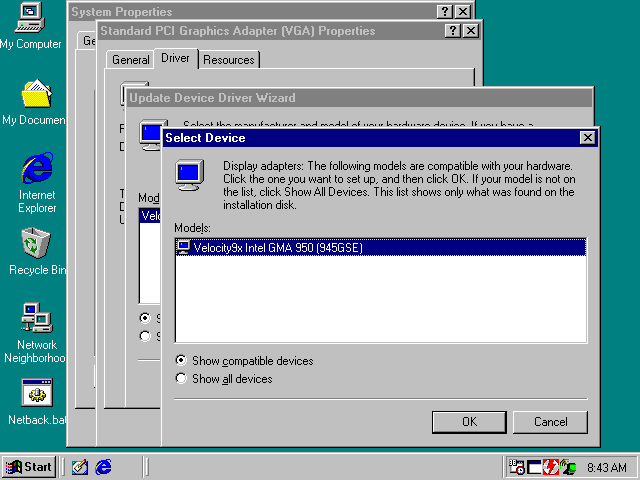 System Properties
Standard PCI Graphics Adapter (VGA) Properties
General
Driver
Resources
Update Device Driver Wizard
Select the manufacturer and model of your hardware device. If you have a
Select Device
Display adapters: The following models are compatible with your hardware.
Click the one you want to set up, and then click OK. If your model is not on
the list, click Show All Devices. This list shows only what was found on the
installation disk.
Models:
Velocity9x Intel GMA 950 (945GSE)
Show compatible devices
Show all devices
OK
Cancel
My Computer
My Documen
Internet
Explorer
Recycle Bin
Network
Neighborhoo
Netback.bat
Ge
Mod
Velo
Start
8:43 AM